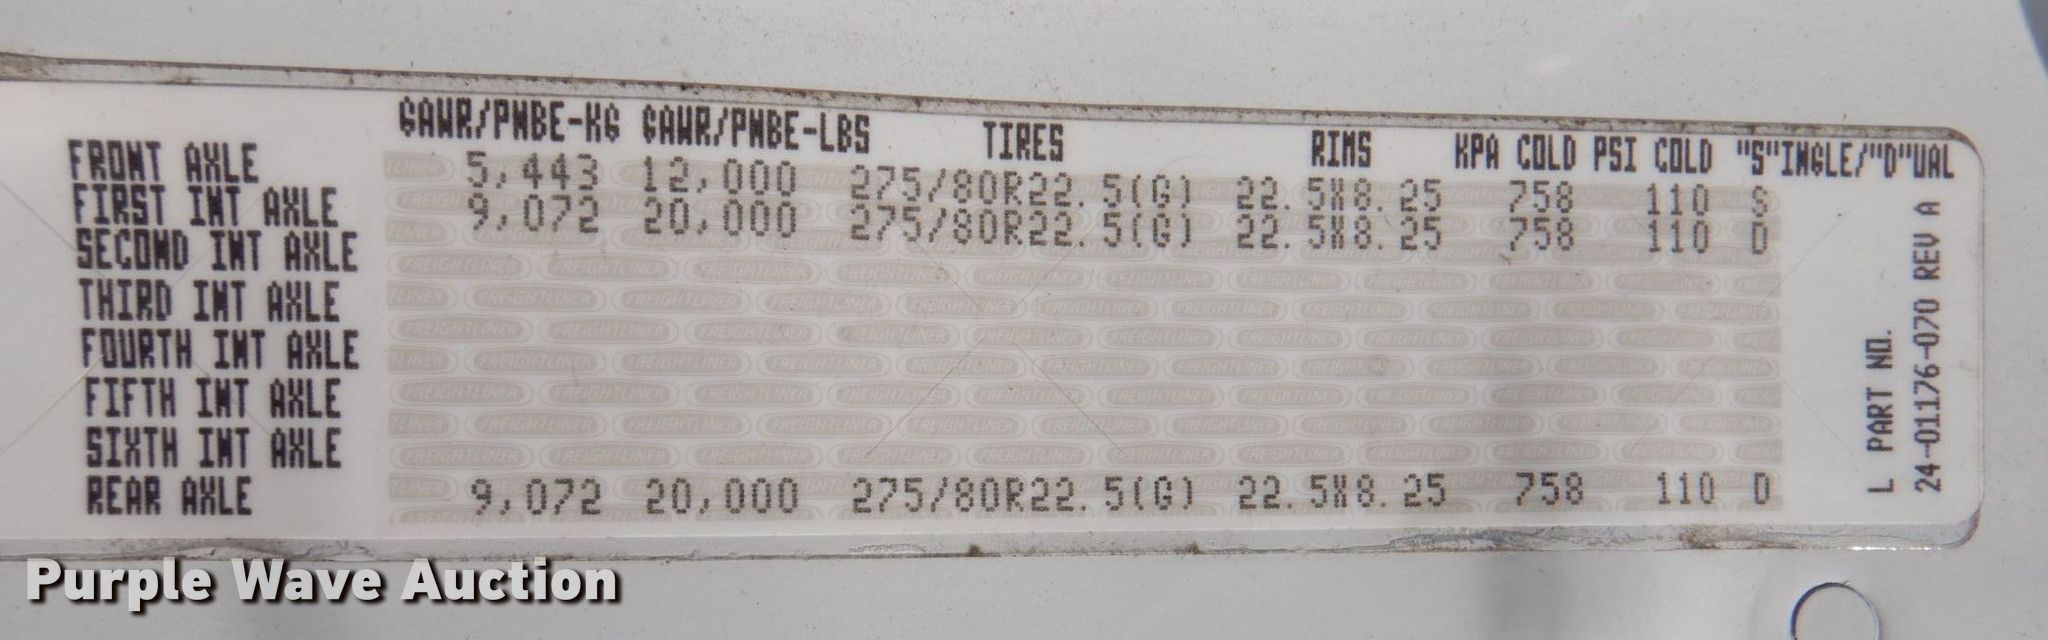 GAWR/PNBE-KG GAWR/PNBE-LBS TIRES RIMS KPA COLD PSI COLD "S"INGLE/"D"UAL
FRONT AXLE 5,443 12,000 275/80R22.5(G) 22.5X8.25 758 110 S
FIRST INT AXLE 9,072 20,000 275/80R22.5(G) 22.5X8.25 758 110 D
SECOND INT AXLE
THIRD INT AXLE
FOURTH INT AXLE
FIFTH INT AXLE
SIXTH INT AXLE
REAR AXLE 9,072 20,000 275/80R22.5(G) 22.5X8.25 758 110 D
L PART NO.
24-01176-070 REV A
FREIGHTLINER
Purple Wave Auction